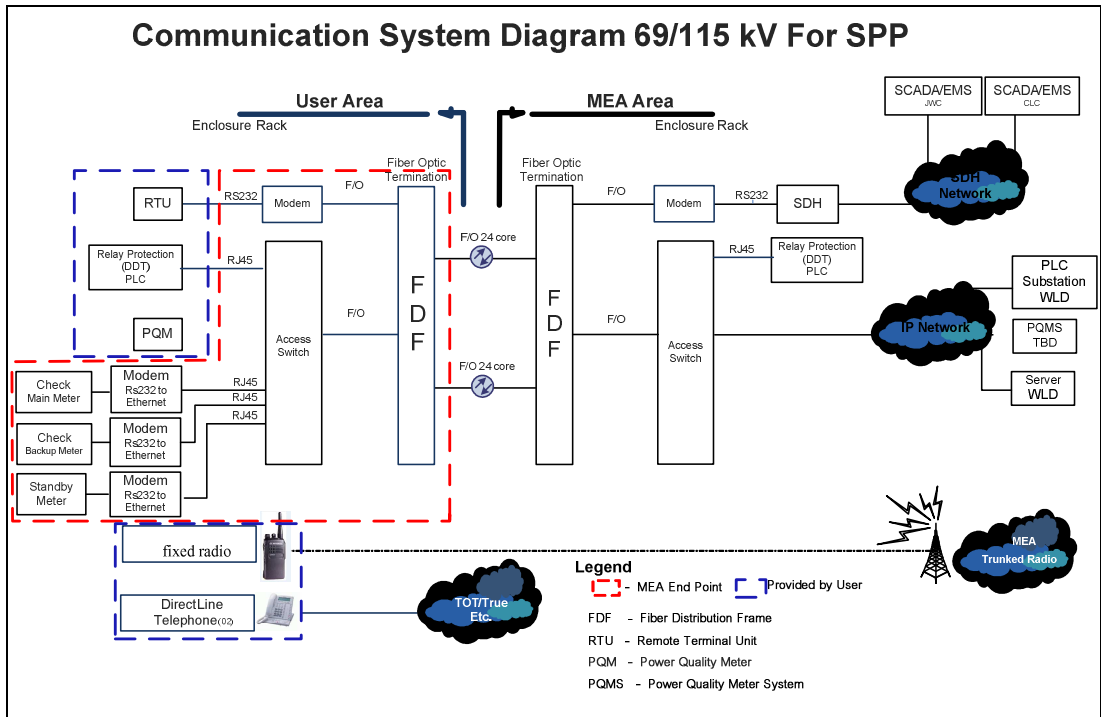 Communication System Diagram 69/115 kV For SPP
User Area
Enclosure Rack
MEA Area
Enclosure Rack
SCADA/EMS
JWC
SCADA/EMS
CLC
Fiber Optic
Termination
Fiber Optic
Termination
RTU
RS232
Modem
F/O
F/O
Modem
RS232
SDH
SDH
Network
Relay Protection
(DDT)
PLC
RJ45
F/O 24 core
RJ45
Relay Protection
(DDT)
PLC
PLC
Substation
WLD
F
D
F
F
D
F
PQM
Access
Switch
F/O
F/O
Access
Switch
IP Network
PQMS
TBD
Server
WLD
F/O 24 core
Check
Main Meter
Modem
Rs232 to
Ethernet
RJ45
RJ45
RJ45
Check
Backup Meter
Modem
Rs232 to
Ethernet
Standby
Meter
Modem
Rs232 to
Ethernet
fixed radio
MEA
Trunked Radio
DirectLine
Telephone(02)
TOT/True
Etc.
Legend
- MEA End Point
Provided by User
FDF - Fiber Distribution Frame
RTU - Remote Terminal Unit
PQM - Power Quality Meter
PQMS - Power Quality Meter System